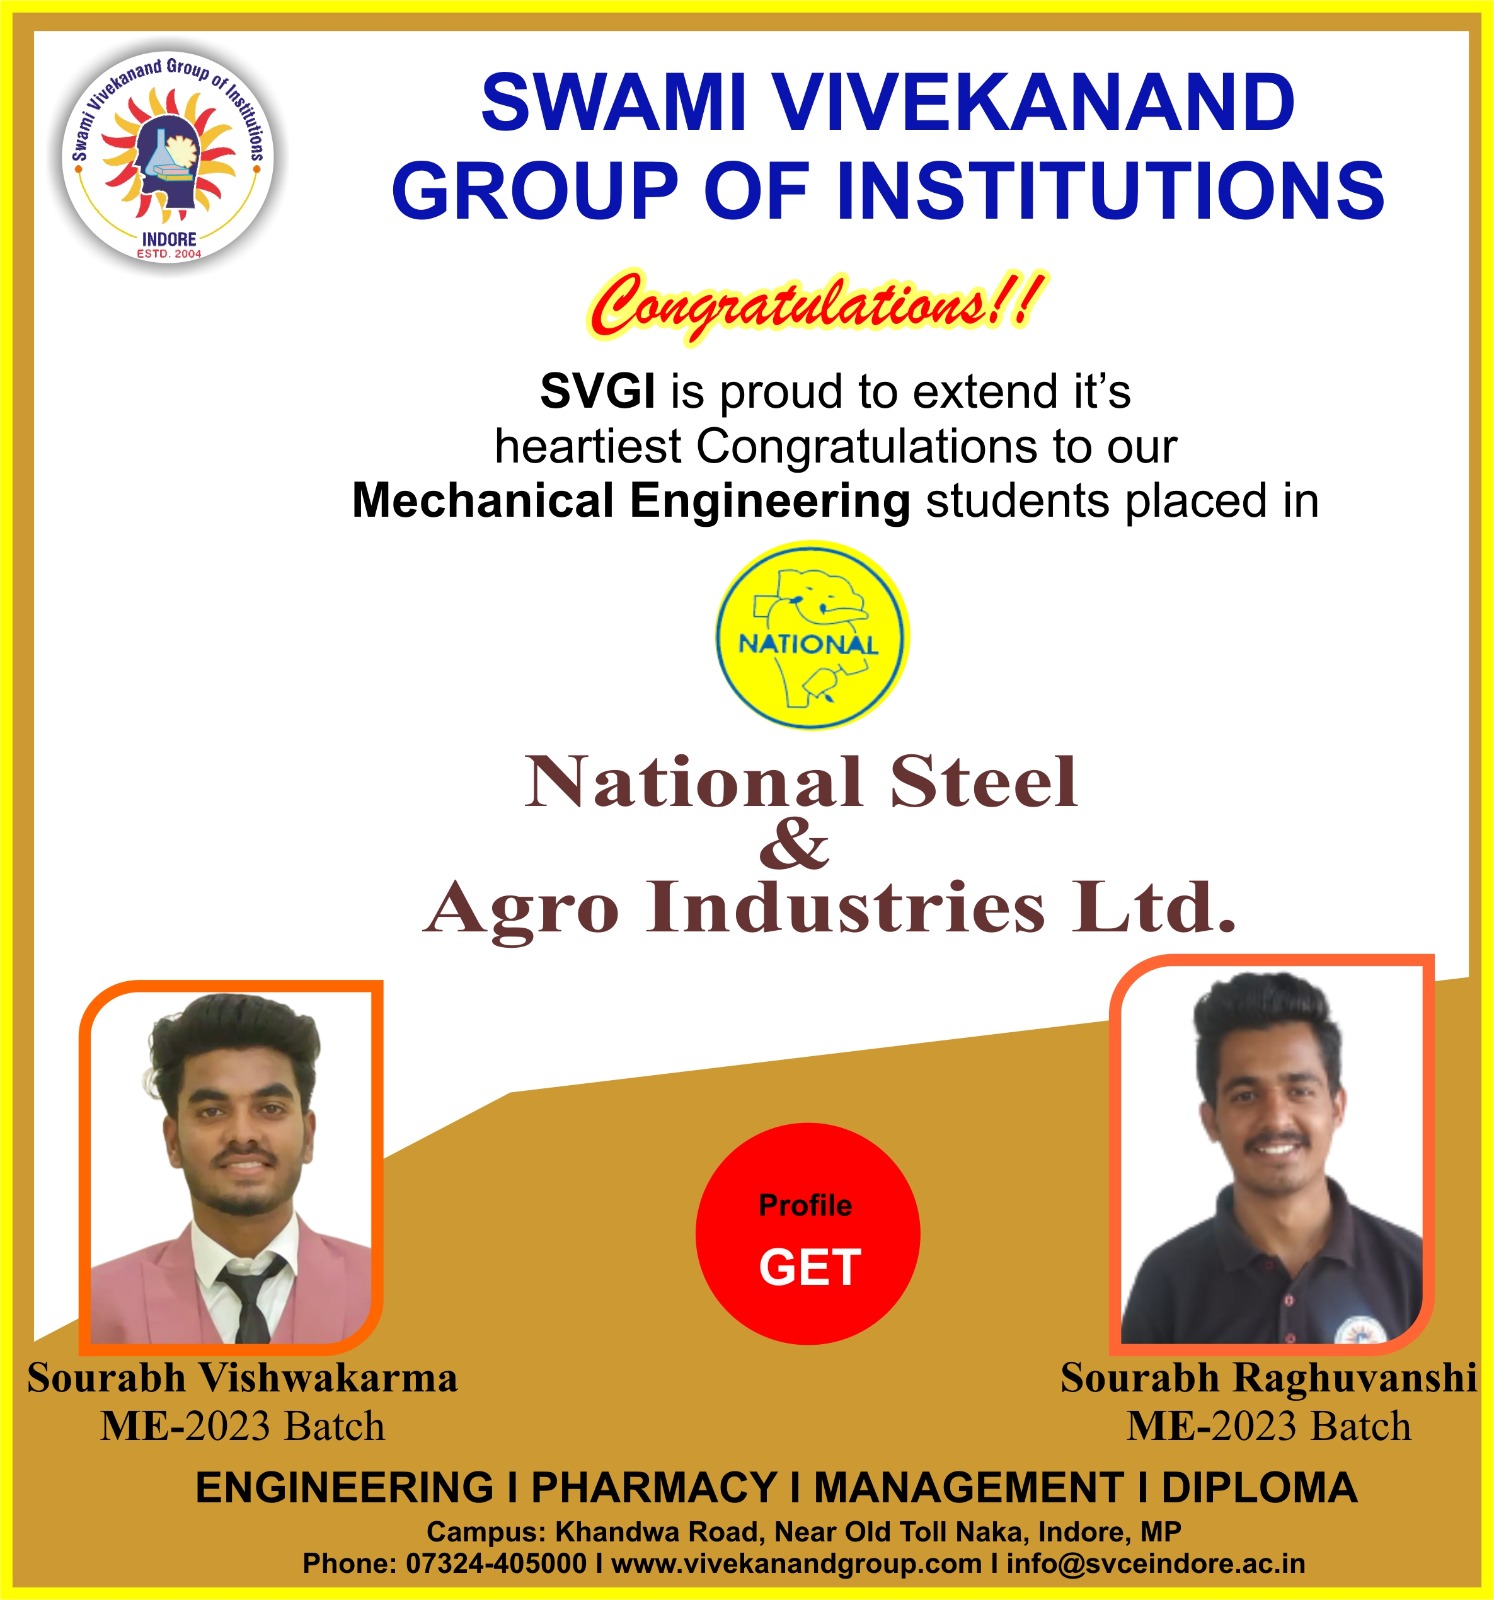 Swami Vivekanand Group of Institutions
INDORE
ESTD. 2004
SWAMI VIVEKANAND
GROUP OF INSTITUTIONS
Congratulations!!
SVGI is proud to extend it’s
heartiest Congratulations to our
Mechanical Engineering students placed in
NATIONAL
National Steel
&
Agro Industries Ltd.
Profile
GET
Sourabh Vishwakarma
ME-2023 Batch
Sourabh Raghuvanshi
ME-2023 Batch
ENGINEERING I PHARMACY I MANAGEMENT I DIPLOMA
Campus: Khandwa Road, Near Old Toll Naka, Indore, MP
Phone: 07324-405000 I www.vivekanandgroup.com I info@svceindore.ac.in